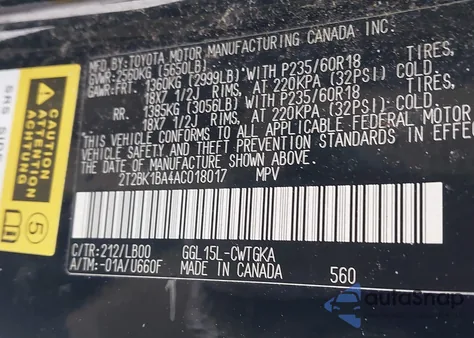 MFD. BY: TOYOTA MOTOR MANUFACTURING CANADA INC.
GVWR: 2560KG (5650LB)
GAWR: FRT. 1360KG (2999LB) WITH P235/60R18 TIRES,
18X7 1/2J RIMS, AT 220KPA (32PSI) COLD.
RR. 1385KG (3056LB) WITH P235/60R18 TIRES,
18X7 1/2J RIMS, AT 220KPA (32PSI) COLD.
THIS VEHICLE CONFORMS TO ALL APPLICABLE FEDERAL MOTOR
VEHICLE SAFETY AND THEFT PREVENTION STANDARDS IN EFFE
THE DATE OF MANUFACTURE SHOWN ABOVE.
2T2BK1BA4AC018017 MPV
C/TR: 212/LB00 GGL15L-CWTGKA
A/TM: -01A/U660F MADE IN CANADA 560
SRS SIDE
CAUTION
ATTENTION
ACHTUNG
5
autoSnap